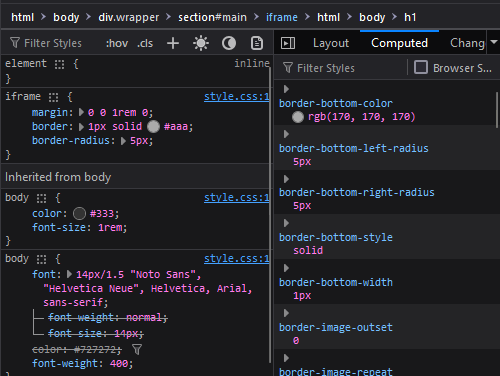 html > body > div.wrapper > section#main > iframe > html > body > h1
Filter Styles :hov .cls +
element { inline
}
iframe { style.css:1
margin: 0 0 1rem 0;
border: 1px solid #aaa;
border-radius: 5px;
}
Inherited from body
body { style.css:1
color: #333;
font-size: 1rem;
}
body { style.css:1
font: 14px/1.5 "Noto Sans",
"Helvetica Neue", Helvetica, Arial,
sans-serif;
font-weight: normal;
font-size: 14px;
color: #727272;
font-weight: 400;
}
Layout Computed Chang
Filter Styles Browser S...
border-bottom-color
rgb(170, 170, 170)
border-bottom-left-radius
5px
border-bottom-right-radius
5px
border-bottom-style
solid
border-bottom-width
1px
border-image-outset
0
border-image-repeat